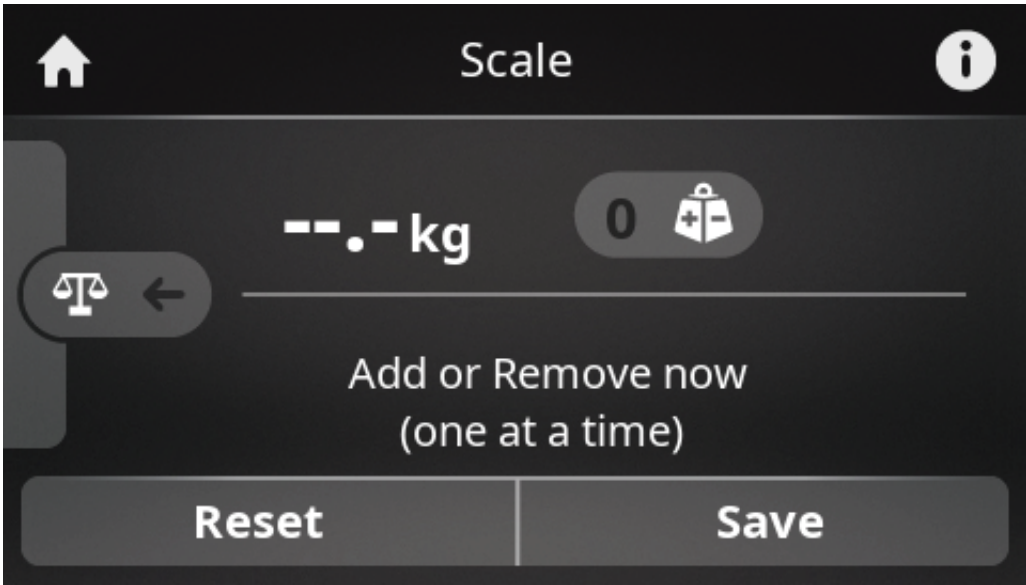 Scale
--.- kg
0
Add or Remove now
(one at a time)
Reset
Save